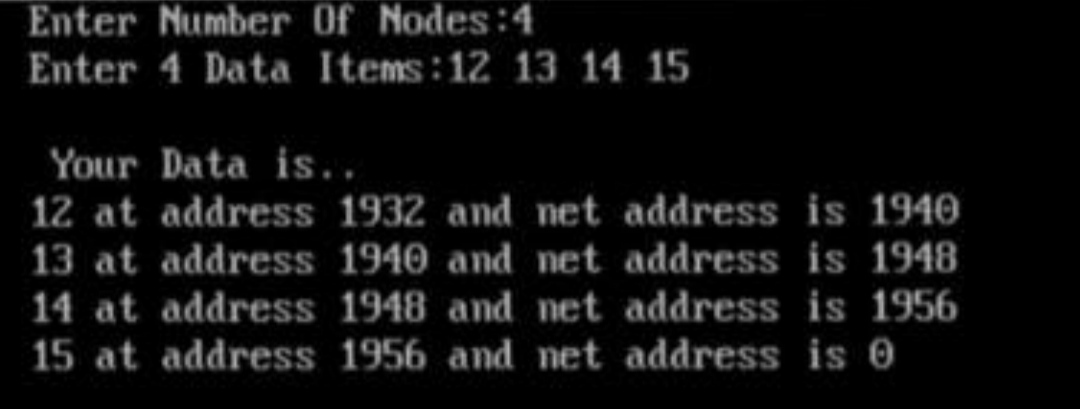 Enter Number Of Nodes:4
Enter 4 Data Items:12 13 14 15
Your Data is..
12 at address 1932 and net address is 1940
13 at address 1940 and net address is 1948
14 at address 1948 and net address is 1956
15 at address 1956 and net address is 0